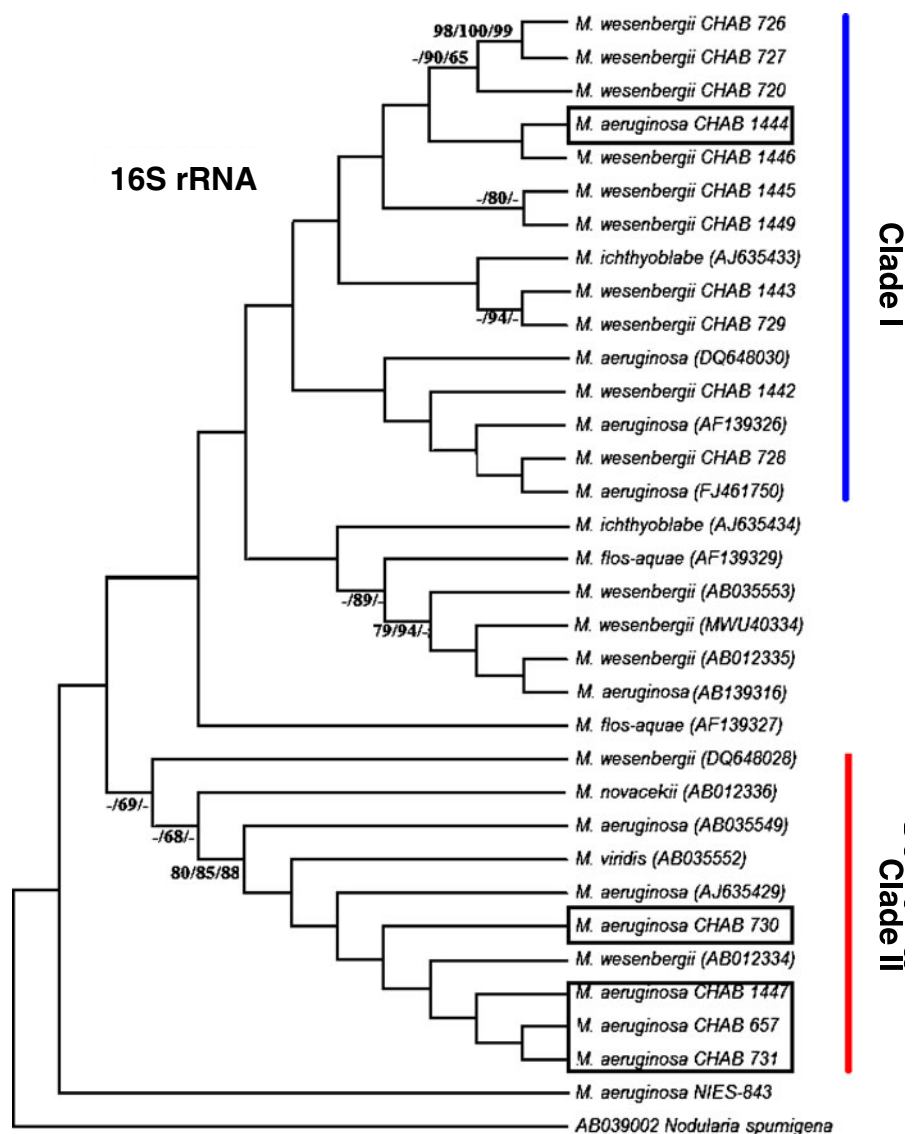 98/100/99
M. wesenbergii CHAB 726
-/90/65
M. wesenbergii CHAB 727
M. wesenbergii CHAB 720
M. aeruginosa CHAB 1444
M. wesenbergii CHAB 1446
16S rRNA
-/80/-
M. wesenbergii CHAB 1445
M. wesenbergii CHAB 1449
M. ichthyoblabe (AJ635433)
M. wesenbergii CHAB 1443
-/94/-
M. wesenbergii CHAB 729
M. aeruginosa (DQ648030)
M. wesenbergii CHAB 1442
M. aeruginosa (AF139326)
M. wesenbergii CHAB 728
M. aeruginosa (FJ461750)
Clade I
M. ichthyoblabe (AJ635434)
M. flos-aquae (AF139329)
-/89/-
M. wesenbergii (AB035553)
79/94/-
M. wesenbergii (MWU40334)
M. wesenbergii (AB012335)
M. aeruginosa (AB139316)
M. flos-aquae (AF139327)
M. wesenbergii (DQ648028)
-/69/-
M. novacekii (AB012336)
-/68/-
M. aeruginosa (AB035549)
80/85/88
M. viridis (AB035552)
M. aeruginosa (AJ635429)
M. aeruginosa CHAB 730
M. wesenbergii (AB012334)
M. aeruginosa CHAB 1447
M. aeruginosa CHAB 657
M. aeruginosa CHAB 731
Clade II
M. aeruginosa NIES-843
AB039002 Nodularia spumigena